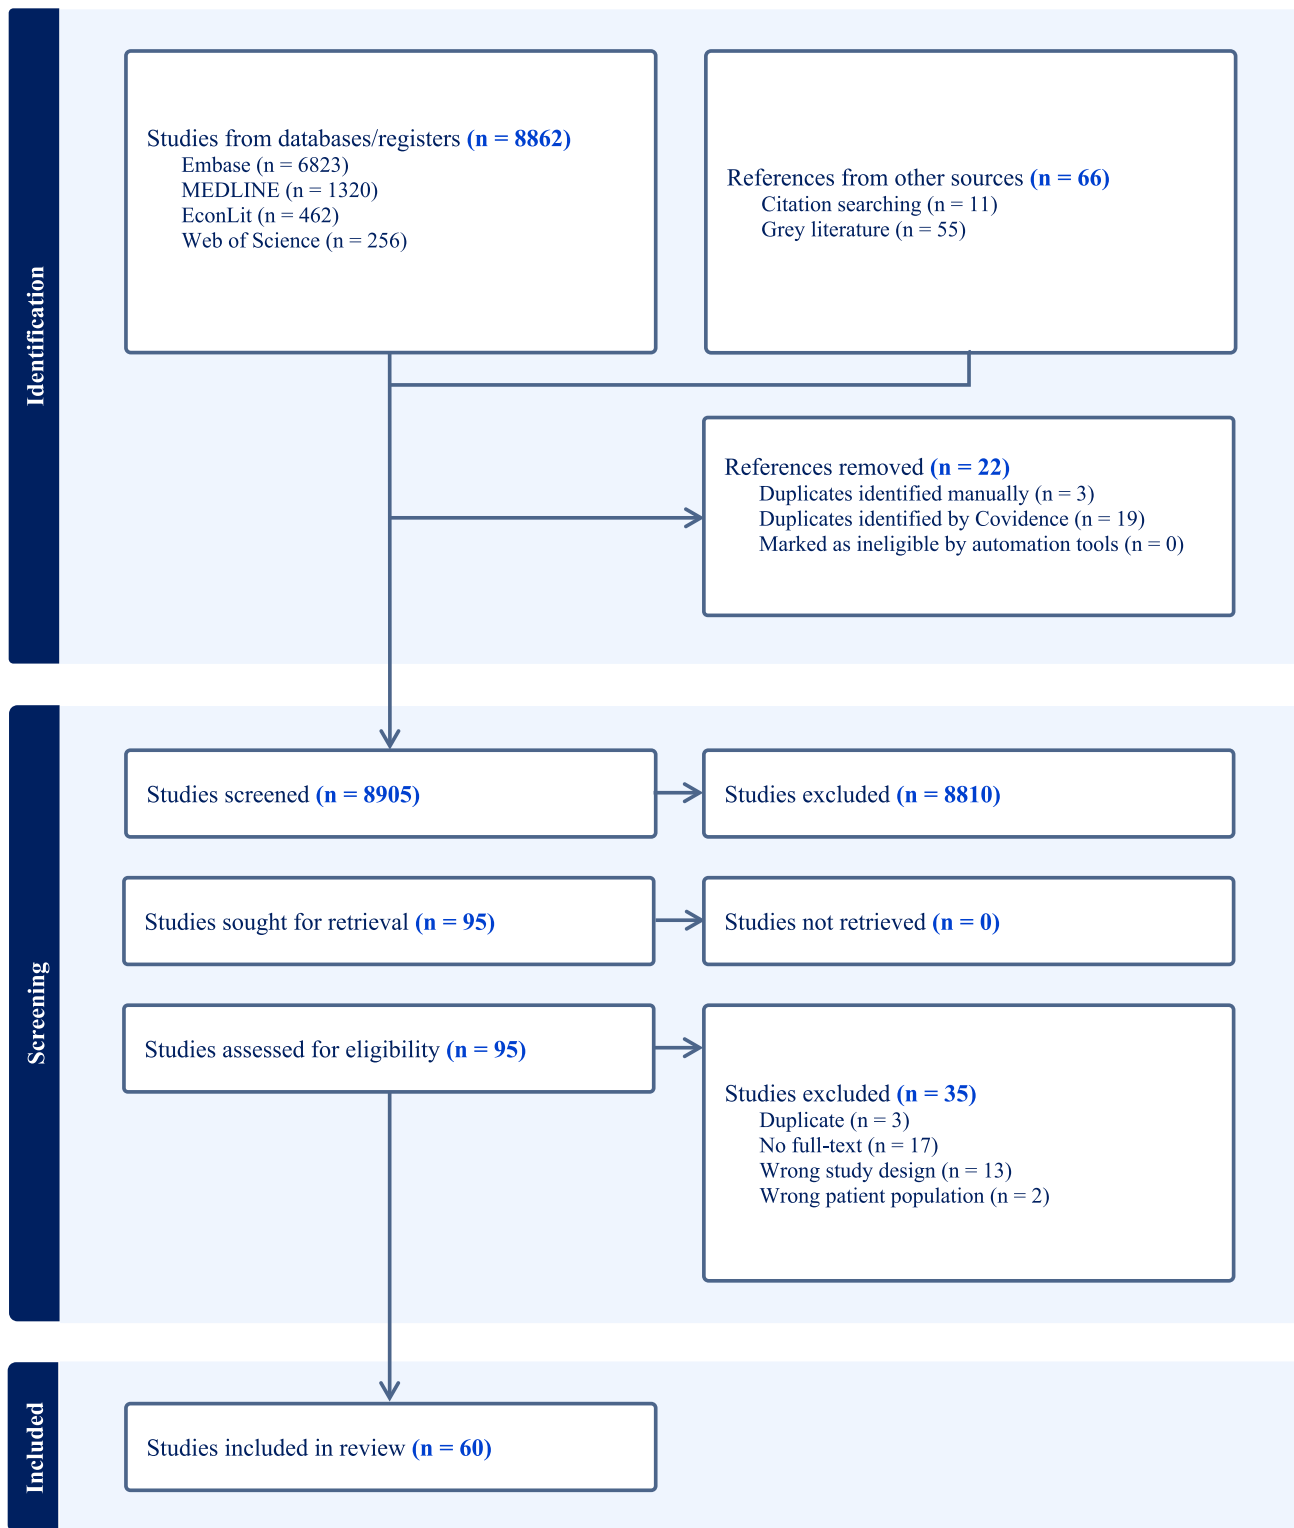 Identification
Studies from databases/registers (n = 8862)
Embase (n = 6823)
MEDLINE (n = 1320)
EconLit (n = 462)
Web of Science (n = 256)
References from other sources (n = 66)
Citation searching (n = 11)
Grey literature (n = 55)
References removed (n = 22)
Duplicates identified manually (n = 3)
Duplicates identified by Covidence (n = 19)
Marked as ineligible by automation tools (n = 0)
Screening
Studies screened (n = 8905)
Studies excluded (n = 8810)
Studies sought for retrieval (n = 95)
Studies not retrieved (n = 0)
Studies assessed for eligibility (n = 95)
Studies excluded (n = 35)
Duplicate (n = 3)
No full-text (n = 17)
Wrong study design (n = 13)
Wrong patient population (n = 2)
Included
Studies included in review (n = 60)